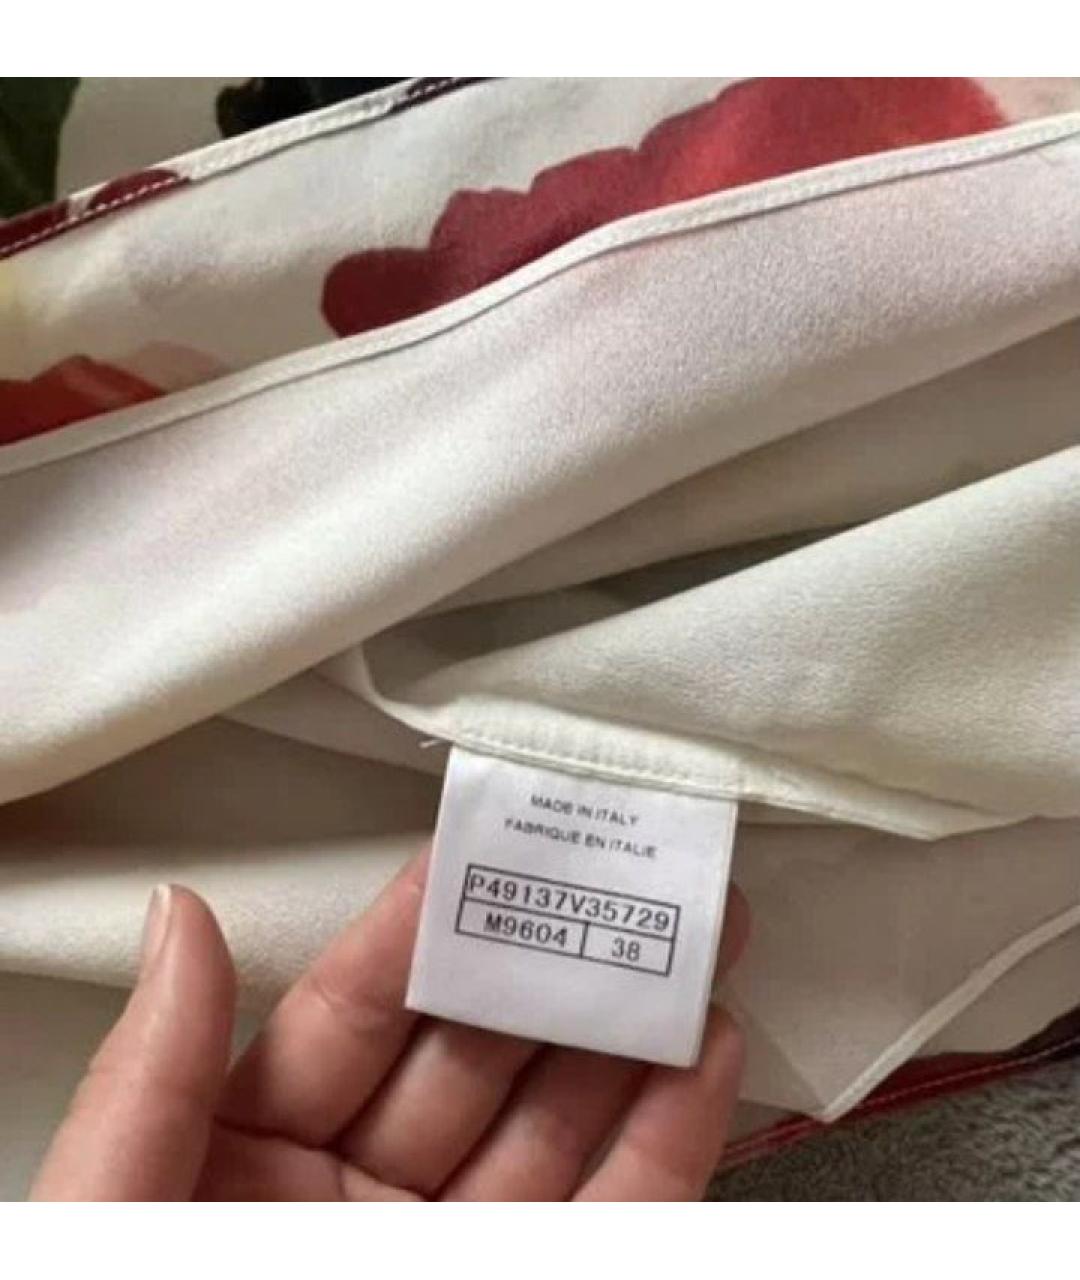 MADE IN ITALY
FABRIQUE EN ITALIE
P49137V35729
M9604 38